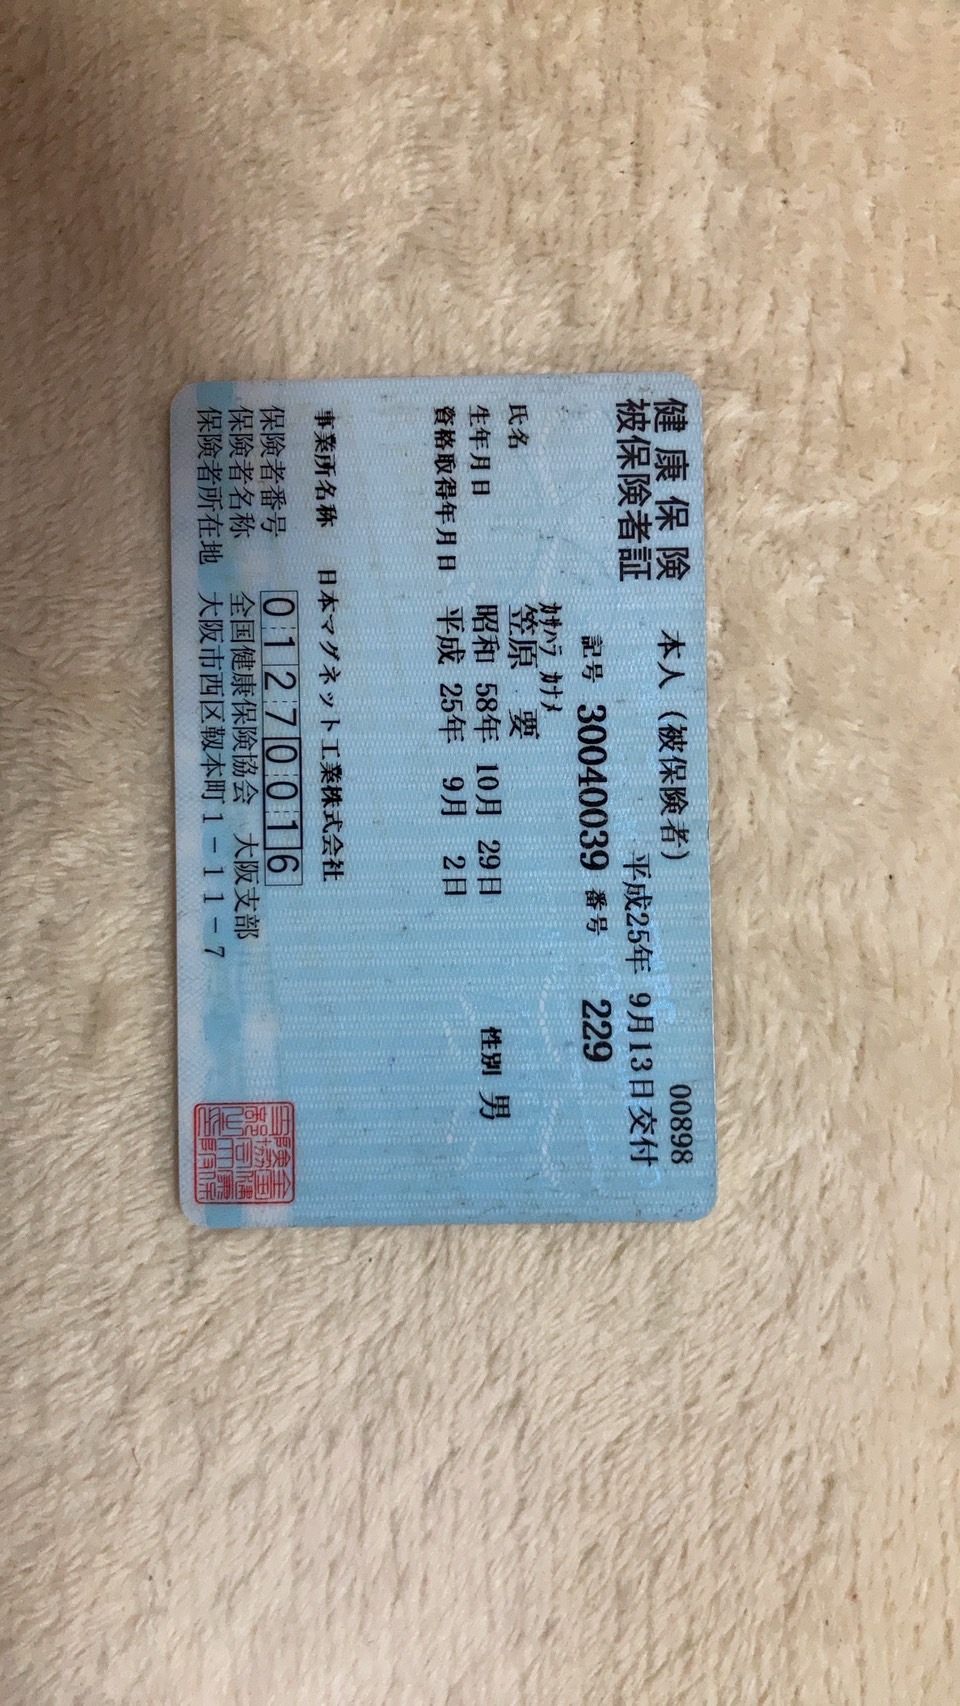 健康保険 本人（被保険者） 00898
被保険者証 平成25年 9月13日交付
記号 30040039 番号 229
ｶｻﾊﾗ ｶﾅﾒ
氏名 笠原 要
生年月日 昭和 58年 10月 29日 性別 男
資格取得年月日 平成 25年 9月 2日
事業所名称 日本マグネット工業株式会社
保険者番号 01270016
保険者名称 全国健康保険協会 大阪支部
保険者所在地 大阪市西区靱本町1-11-7